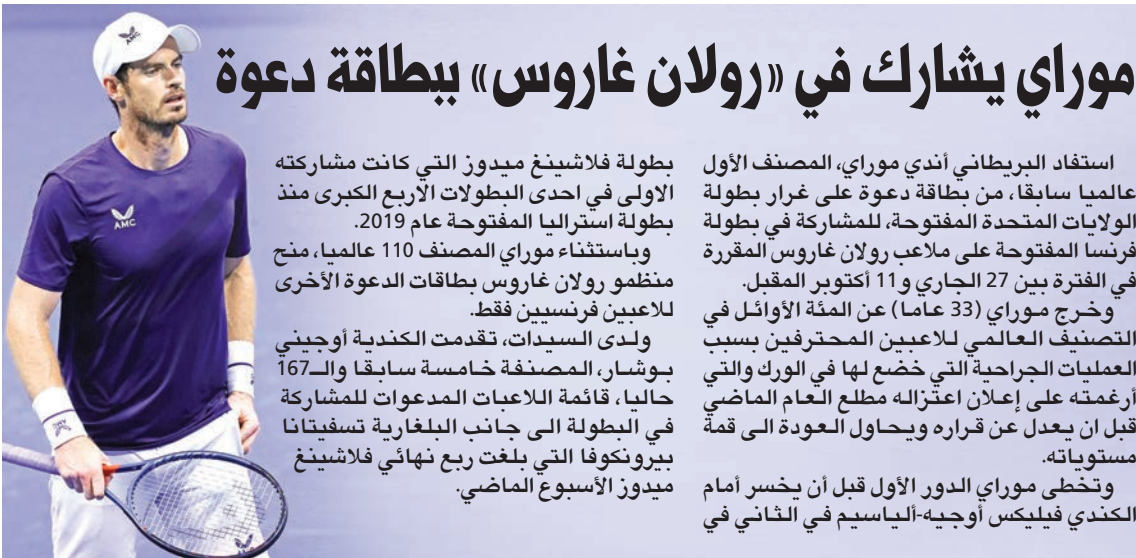 موراي يشارك في «رولان غاروس» ببطاقة دعوة
استفاد البريطاني أندي موراي، المصنف الأول
عالميا سابقا، من بطاقة دعوة على غرار بطولة
الولايات المتحدة المفتوحة، للمشاركة في بطولة
فرنسا المفتوحة على ملاعب رولان غاروس المقررة
في الفترة بين 27 الجاري و11 أكتوبر المقبل.
وخرج موراي (33 عاما) عن المئة الأوائل في
التصنيف العالمي للاعبين المحترفين بسبب
العمليات الجراحية التي خضع لها في الورك والتي
أرغمته على إعلان اعتزاله مطلع العام الماضي
قبل ان يعدل عن قراره ويحاول العودة الى قمة
مستوياته.
وتخطى موراي الدور الأول قبل أن يخسر أمام
الكندي فيليكس أوجيه-ألياسيم في الثاني في
بطولة فلاشينغ ميدوز التي كانت مشاركته
الاولى في احدى البطولات الاربع الكبرى منذ
بطولة استراليا المفتوحة عام 2019.
وباستثناء موراي المصنف 110 عالميا، منح
منظمو رولان غاروس بطاقات الدعوة الأخرى
للاعبين فرنسيين فقط.
ولدى السيدات، تقدمت الكندية أوجيني
بوشار، المصنفة خامسة سابقا والـ167
حاليا، قائمة اللاعبات المدعوات للمشاركة
في البطولة الى جانب البلغارية تسفيتانا
بيرونكوفا التي بلغت ربع نهائي فلاشينغ
ميدوز الأسبوع الماضي.
AMC
AMC
AMC